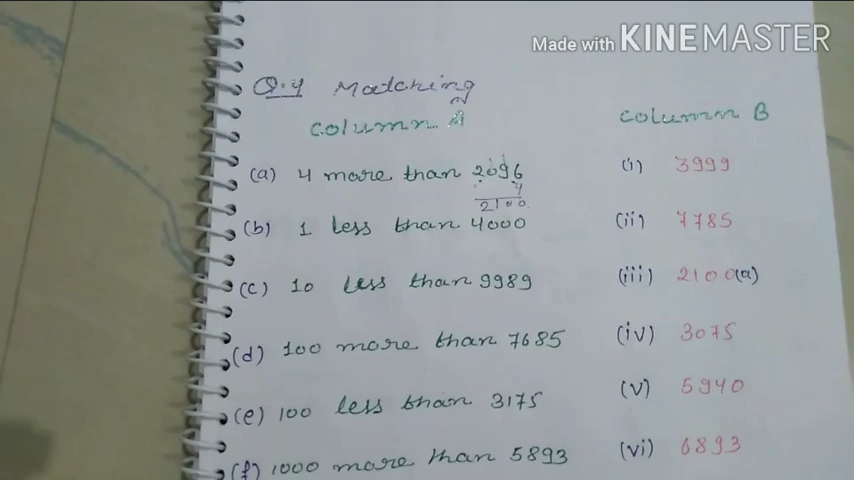 Made with KINEMASTER
Q.4 Matching
column A column B
(a) 4 more than 2096 (i) 3999
4
2100
(b) 1 less than 4000 (ii) 7785
(c) 10 less than 9989 (iii) 2100(a)
(d) 100 more than 7685 (iv) 3075
(e) 100 less than 3175 (v) 5940
(f) 1000 more than 5893 (vi) 6893